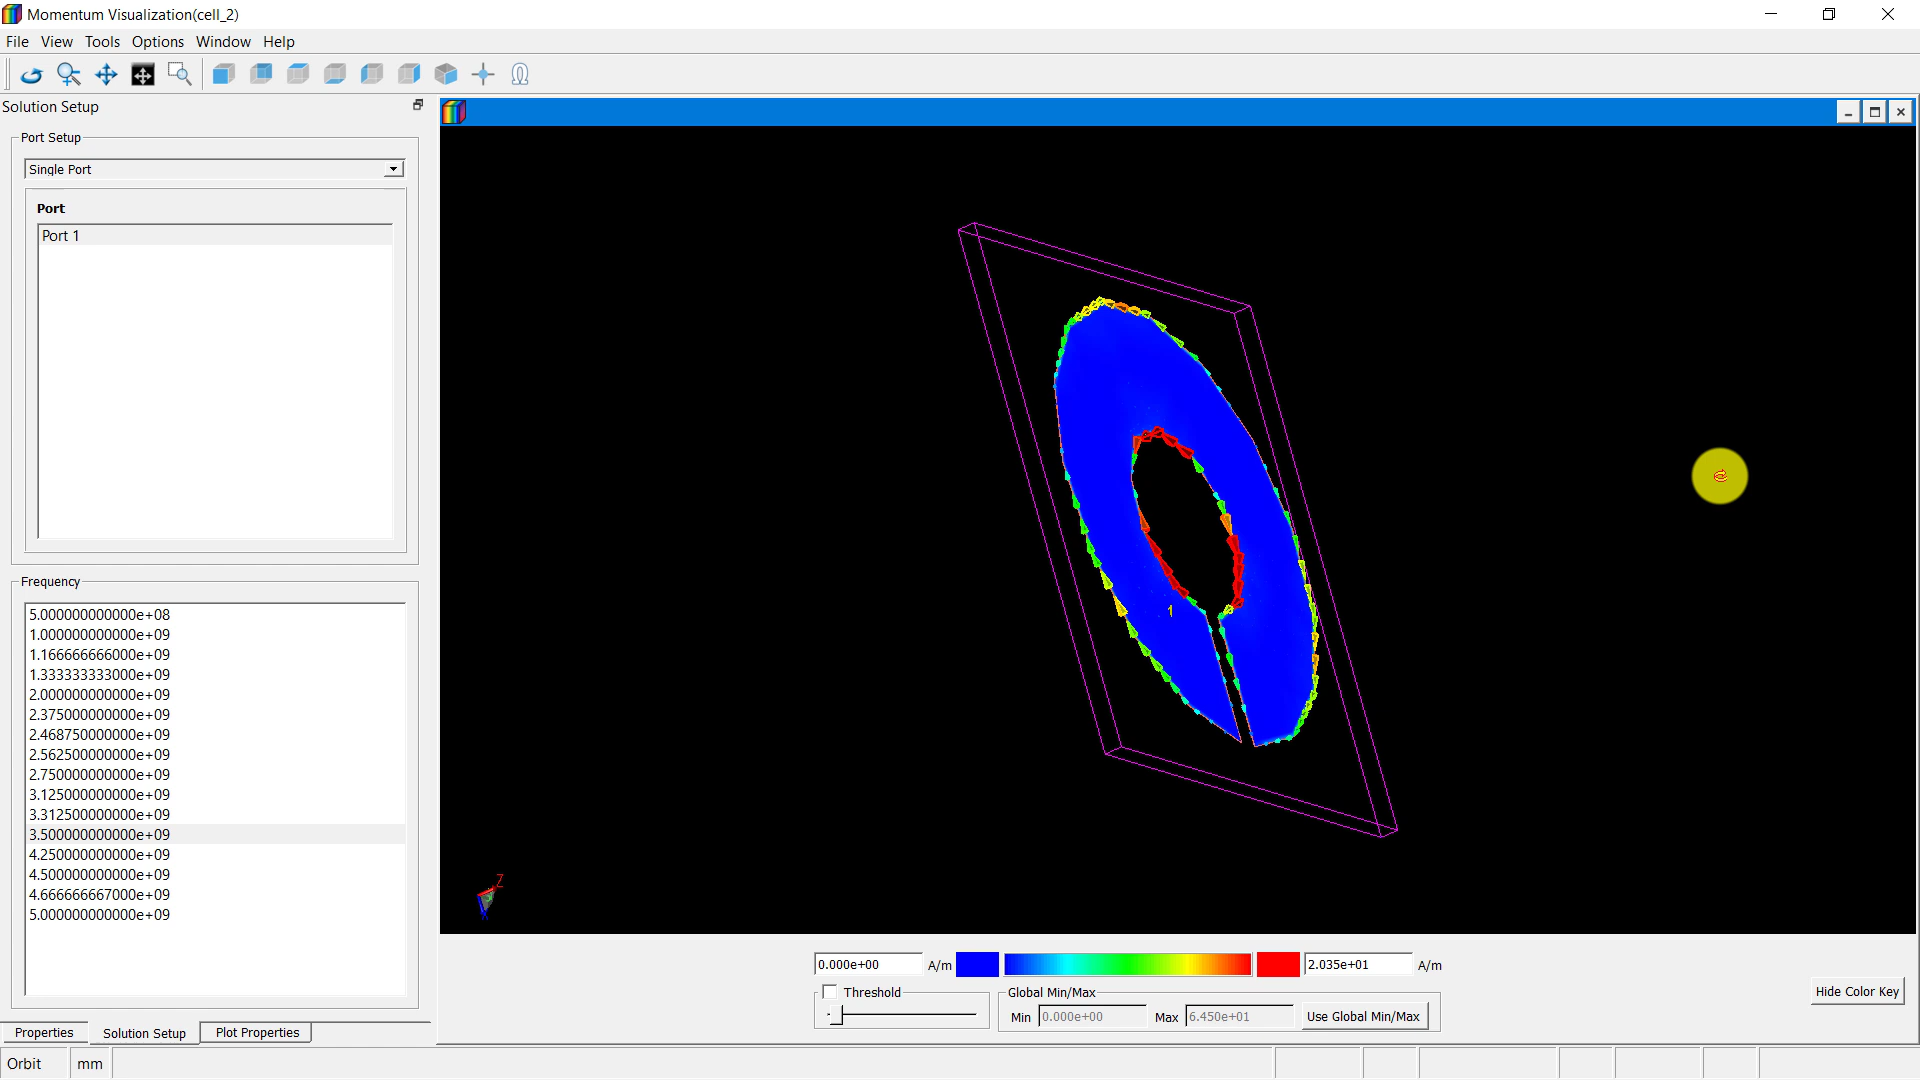 Momentum Visualization(cell_2)
File View Tools Options Window Help
Solution Setup
Port Setup
Single Port
Port
Port 1
Frequency
5.000000000000e+08
1.000000000000e+09
1.166666666000e+09
1.333333333000e+09
2.000000000000e+09
2.375000000000e+09
2.468750000000e+09
2.562500000000e+09
2.750000000000e+09
3.125000000000e+09
3.312500000000e+09
3.500000000000e+09
4.250000000000e+09
4.500000000000e+09
4.666666667000e+09
5.000000000000e+09
Properties Solution Setup Plot Properties
1
Z
0.000e+00 A/m 2.035e+01 A/m
Threshold
Global Min/Max
Min 0.000e+00 Max 6.450e+01 Use Global Min/Max
Hide Color Key
Orbit mm